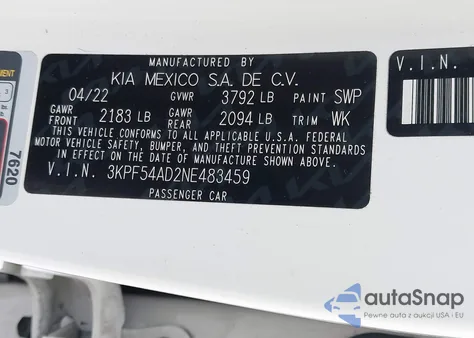 MANUFACTURED BY
KIA MEXICO S.A. DE C.V.
04/22 GVWR 3792 LB PAINT SWP
GAWR FRONT 2183 LB GAWR REAR 2094 LB TRIM WK
THIS VEHICLE CONFORMS TO ALL APPLICABLE U.S.A. FEDERAL
MOTOR VEHICLE SAFETY, BUMPER, AND THEFT PREVENTION STANDARDS
IN EFFECT ON THE DATE OF MANUFACTURE SHOWN ABOVE.
V.I.N. 3KPF54AD2NE483459
PASSENGER CAR
V.I.N.
7620
autoSnap
Pewne auto z aukcji USA i EU